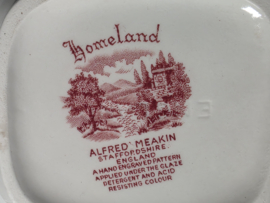 Homeland
ALFRED MEAKIN
STAFFORDSHIRE
ENGLAND
A HAND ENGRAVED PATTERN
APPLIED UNDER THE GLAZE
DETERGENT AND ACID
RESISTING COLOUR